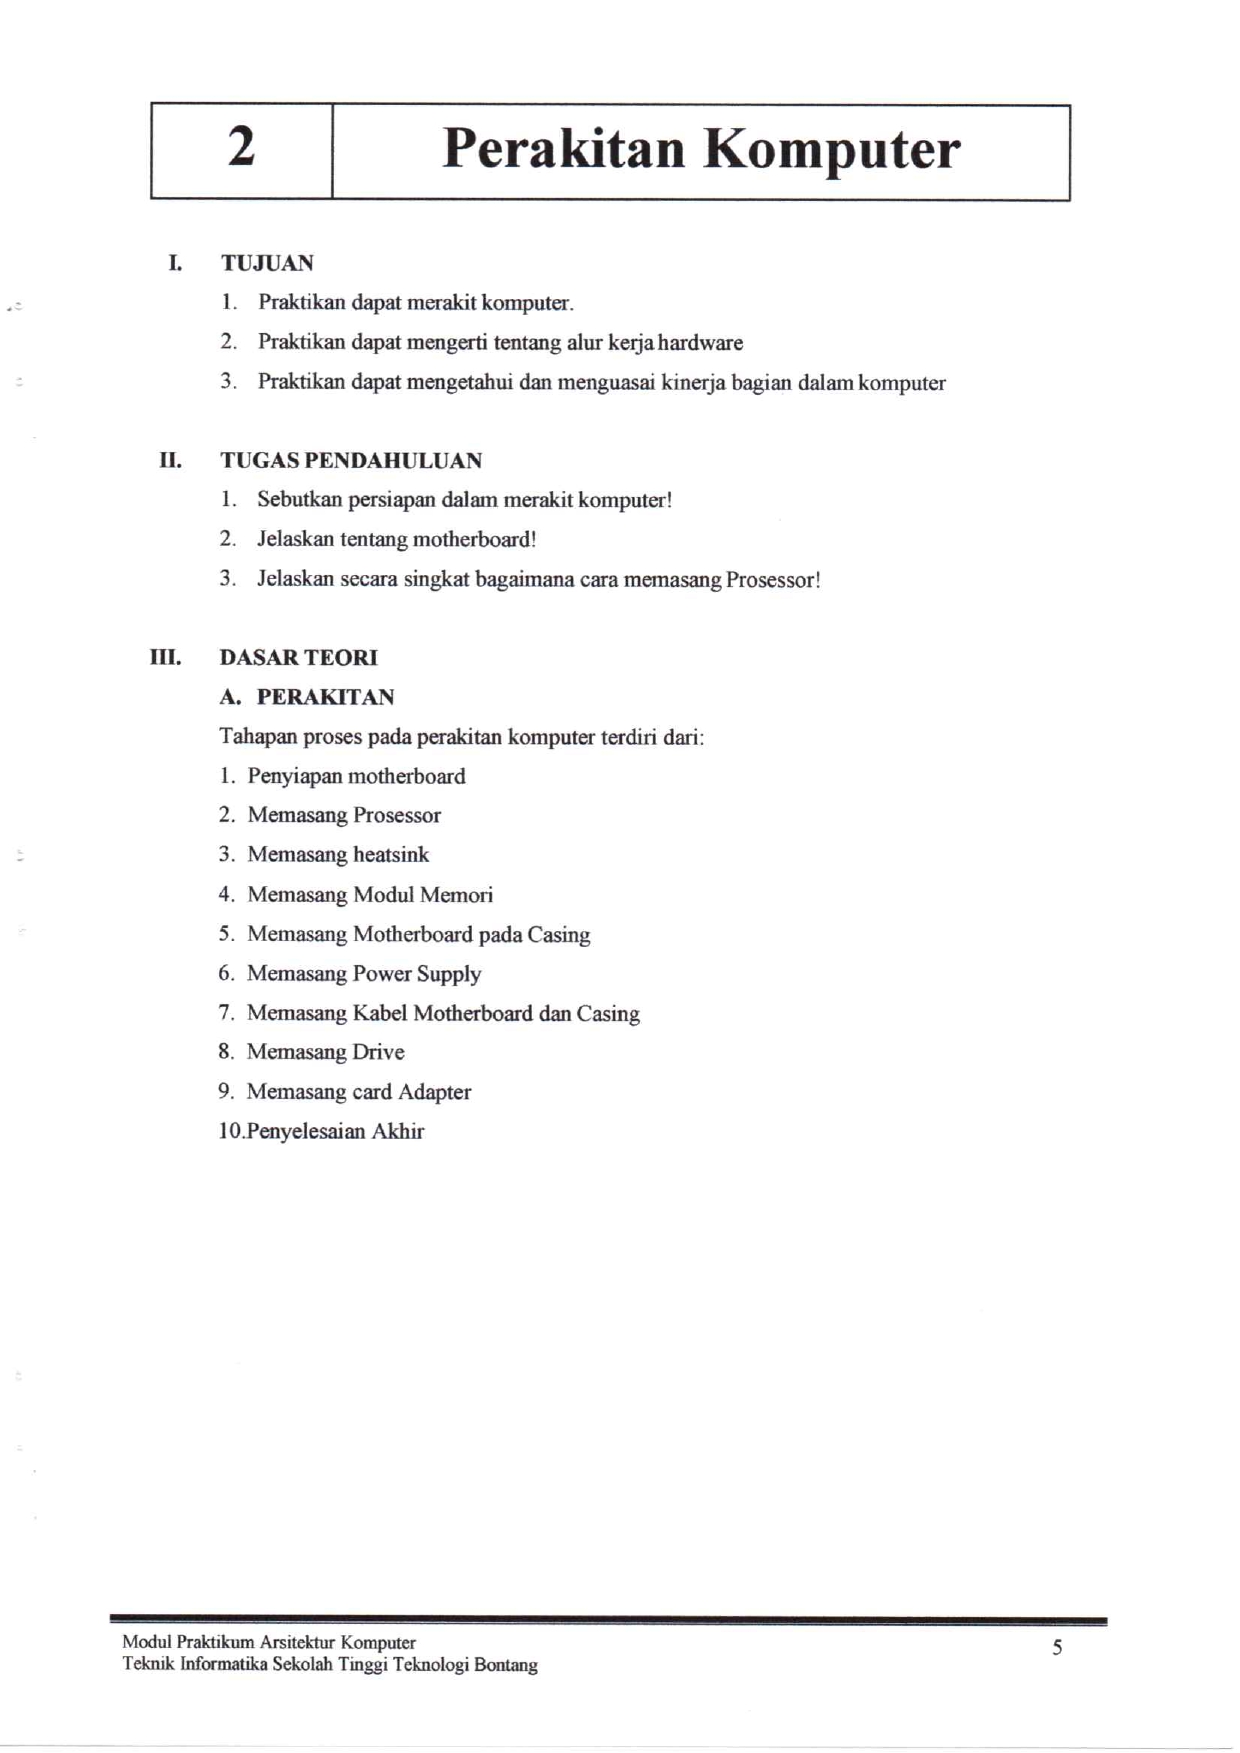 2 Perakitan Komputer
I. TUJUAN
1. Praktikan dapat merakit komputer.
2. Praktikan dapat mengerti tentang alur kerja hardware
3. Praktikan dapat mengetahui dan menguasai kinerja bagian dalam komputer
II. TUGAS PENDAHULUAN
1. Sebutkan persiapan dalam merakit komputer!
2. Jelaskan tentang motherboard!
3. Jelaskan secara singkat bagaimana cara memasang Prosessor!
III. DASAR TEORI
A. PERAKITAN
Tahapan proses pada perakitan komputer terdiri dari:
1. Penyiapan motherboard
2. Memasang Prosessor
3. Memasang heatsink
4. Memasang Modul Memori
5. Memasang Motherboard pada Casing
6. Memasang Power Supply
7. Memasang Kabel Motherboard dan Casing
8. Memasang Drive
9. Memasang card Adapter
10.Penyelesaian Akhir
Modul Praktikum Arsitektur Komputer 5
Teknik Informatika Sekolah Tinggi Teknologi Bontang